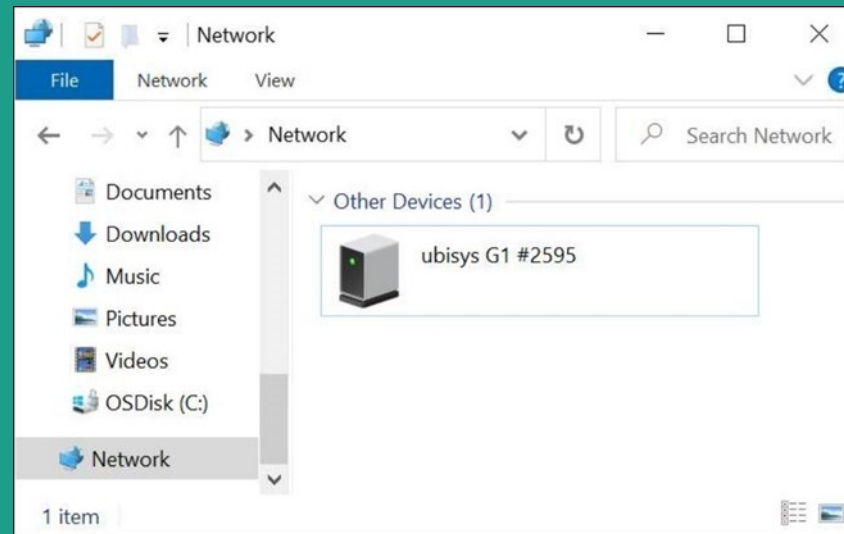 Network
File Network View
Network
Search Network
Documents
Downloads
Music
Pictures
Videos
OSDisk (C:)
Network
Other Devices (1)
ubisys G1 #2595
1 item